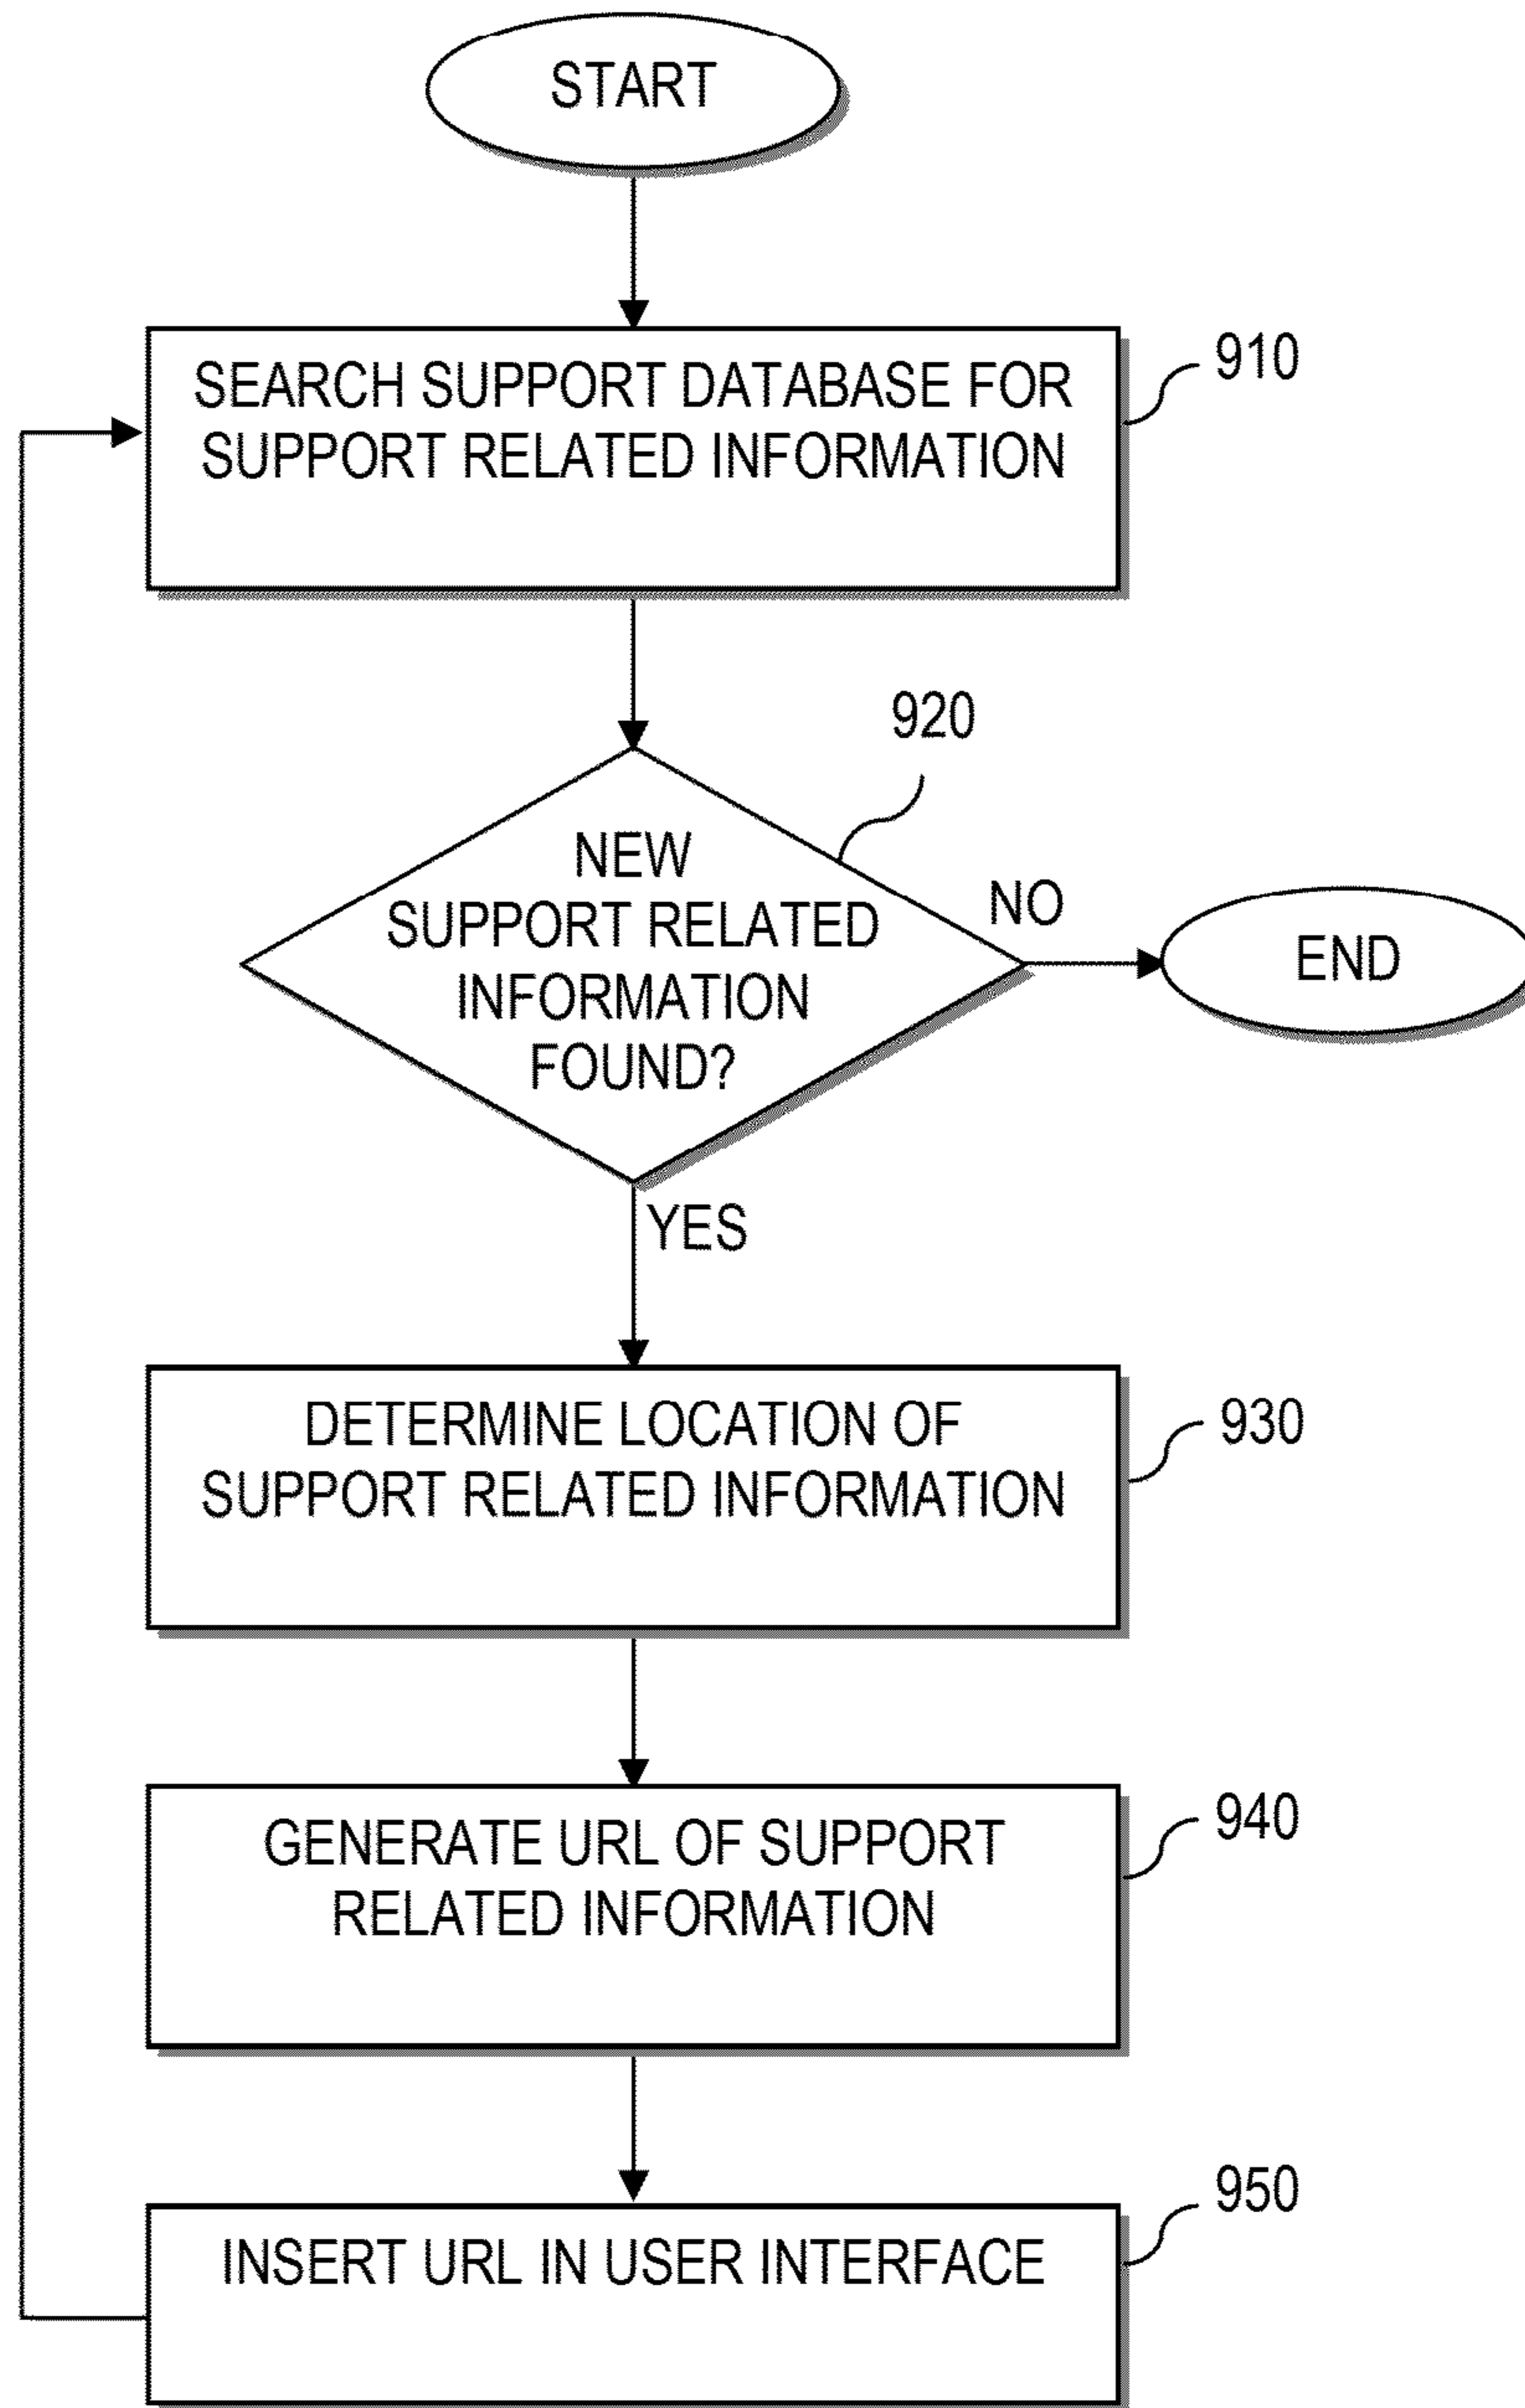 START
SEARCH SUPPORT DATABASE FOR
SUPPORT RELATED INFORMATION
910
920
NEW
SUPPORT RELATED
INFORMATION
FOUND?
NO
END
YES
DETERMINE LOCATION OF
SUPPORT RELATED INFORMATION
930
GENERATE URL OF SUPPORT
RELATED INFORMATION
940
INSERT URL IN USER INTERFACE
950